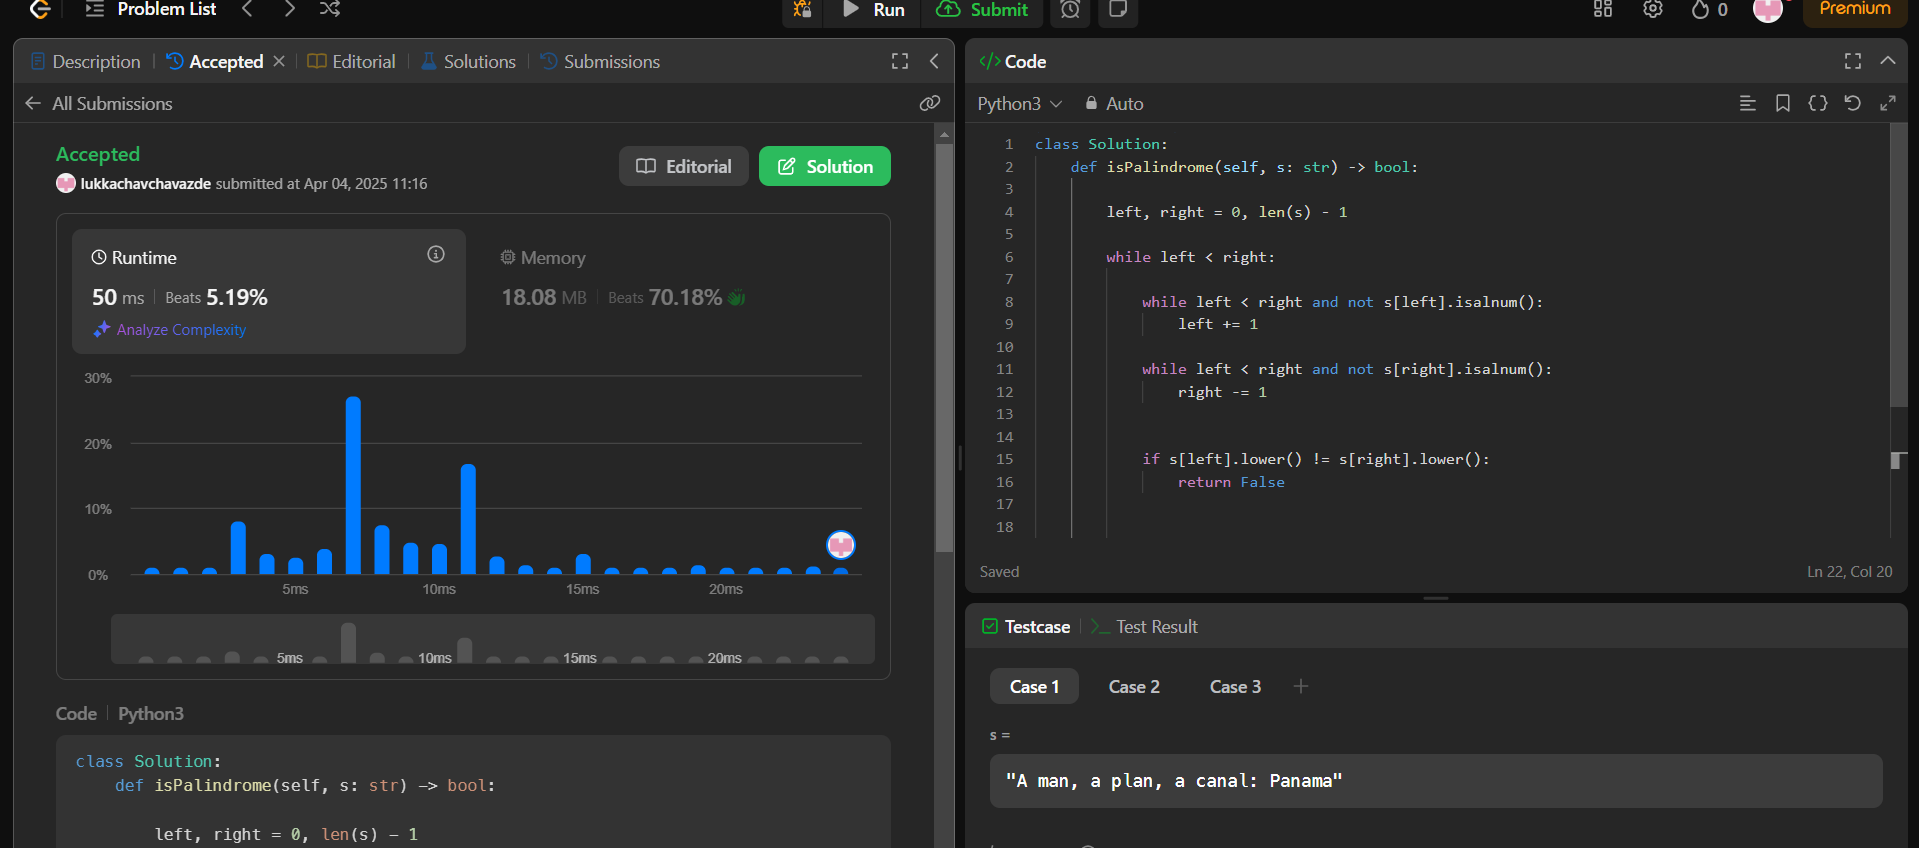 Problem List
Run
Submit
0
Premium
Description
Accepted
Editorial
Solutions
Submissions
All Submissions
Accepted
lukkachavchavazde submitted at Apr 04, 2025 11:16
Editorial
Solution
Runtime
50 ms
Beats 5.19%
Analyze Complexity
Memory
18.08 MB
Beats 70.18%
30%
20%
10%
0%
5ms 10ms 15ms 20ms
5ms 10ms 15ms 20ms
Code
Python3
class Solution:
def isPalindrome(self, s: str) -> bool:
left, right = 0, len(s) - 1
Code
Python3
Auto
1 class Solution:
2 def isPalindrome(self, s: str) -> bool:
3
4 left, right = 0, len(s) - 1
5
6 while left < right:
7
8 while left < right and not s[left].isalnum():
9 left += 1
10
11 while left < right and not s[right].isalnum():
12 right -= 1
13
14
15 if s[left].lower() != s[right].lower():
16 return False
17
18
Saved
Ln 22, Col 20
Testcase
Test Result
Case 1
Case 2
Case 3
s =
"A man, a plan, a canal: Panama"